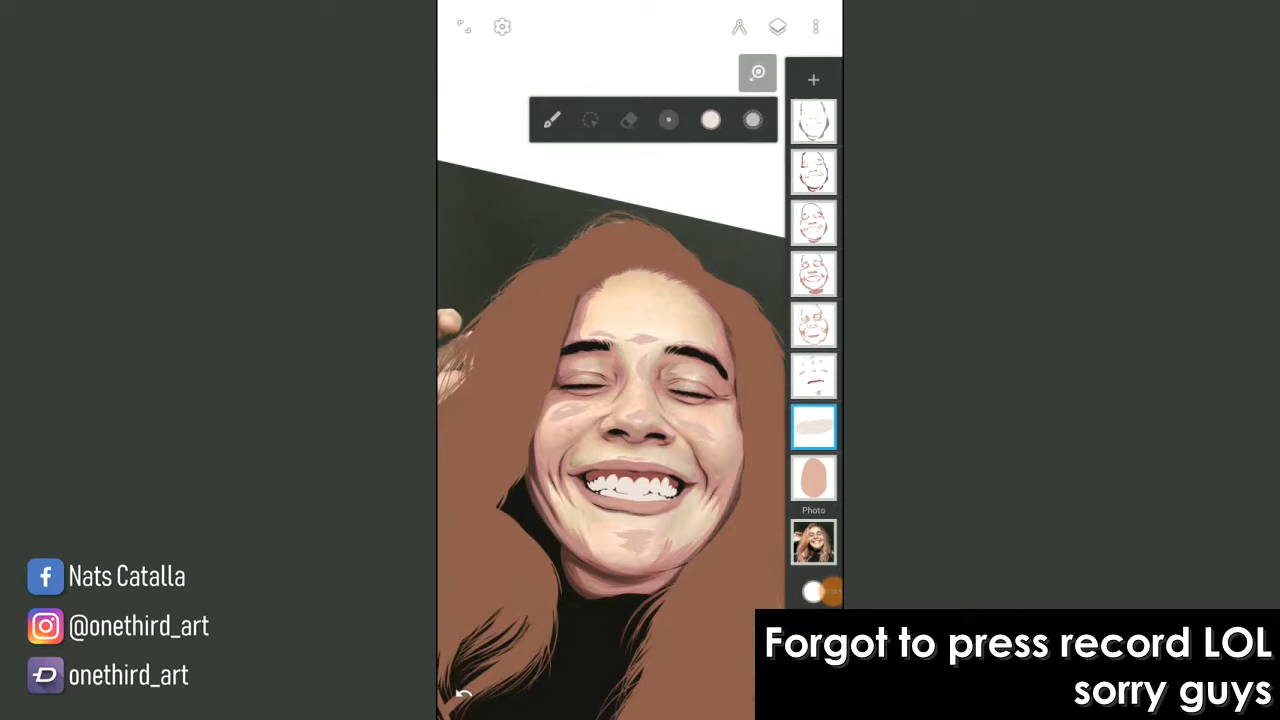 Photo
Nats Catalla
@onethird_art
onethird_art
Forgot to press record LOL
sorry guys